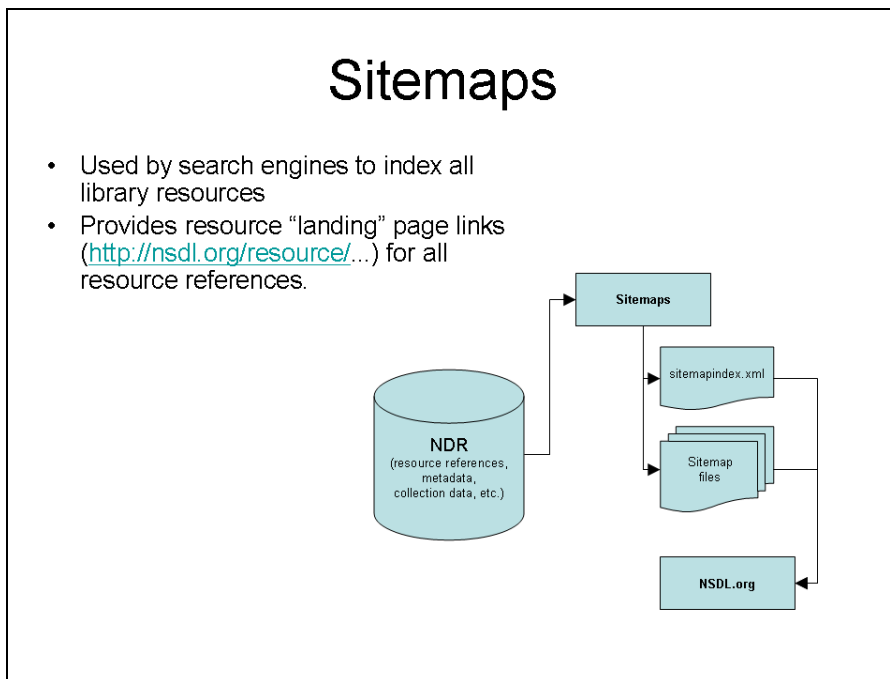 Sitemaps
• Used by search engines to index all
library resources
• Provides resource “landing” page links
(http://nsdl.org/resource/...) for all
resource references.
Sitemaps
sitemapindex.xml
NDR
(resource references,
metadata,
collection data, etc.)
Sitemap
files
NSDL.org